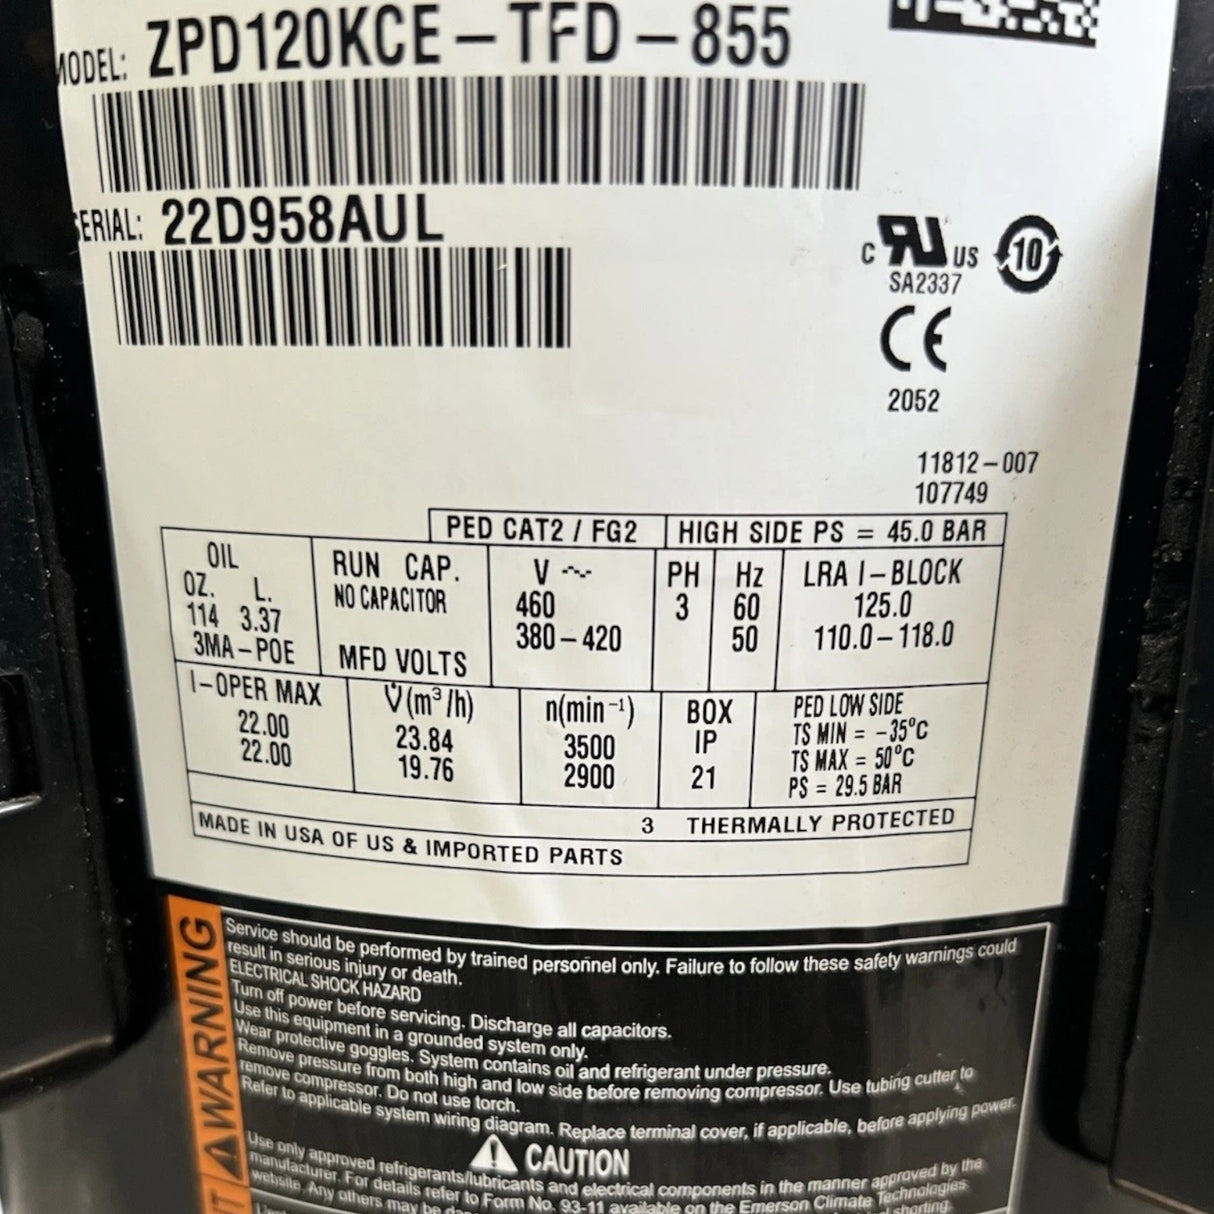 MODEL: ZPD120KCE-TFD-855
SERIAL: 22D958AUL
C RU US 10
SA2337
CE
2052
11812-007
107749
PED CAT2 / FG2 HIGH SIDE PS = 45.0 BAR
OIL
OZ. L.
114 3.37
3MA-POE
RUN CAP.
NO CAPACITOR
MFD VOLTS
V ~
460
380-420
PH
3
Hz
60
50
LRA I-BLOCK
125.0
110.0-118.0
I-OPER MAX
22.00
22.00
V̇(m³/h)
23.84
19.76
n(min⁻¹)
3500
2900
BOX
IP
21
PED LOW SIDE
TS MIN = -35°C
TS MAX = 50°C
PS = 29.5 BAR
3 THERMALLY PROTECTED
MADE IN USA OF US & IMPORTED PARTS
WARNING
Service should be performed by trained personnel only. Failure to follow these safety warnings could
result in serious injury or death.
ELECTRICAL SHOCK HAZARD
Turn off power before servicing. Discharge all capacitors.
Use this equipment in a grounded system only.
Wear protective goggles. System contains oil and refrigerant under pressure.
Remove pressure from both high and low side before removing compressor. Use tubing cutter to
remove compressor. Do not use torch.
Refer to applicable system wiring diagram. Replace terminal cover, if applicable, before applying power.
CAUTION
Use only approved refrigerants/lubricants and electrical components in the manner approved by the
manufacturer. For details refer to Form No. 93-11 available on the Emerson Climate Technologies
website. Any others may be
shorting.